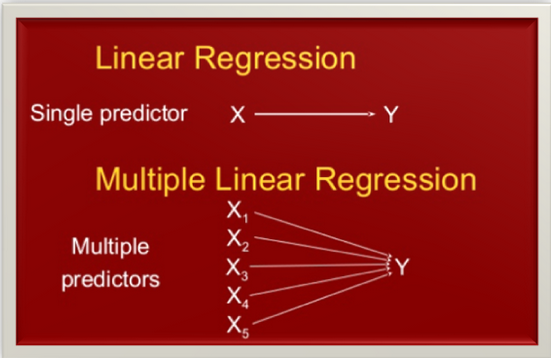 Linear Regression
Single predictor X Y
Multiple Linear Regression
X₁
X₂
Multiple
X₃ Y
predictors
X₄
X₅